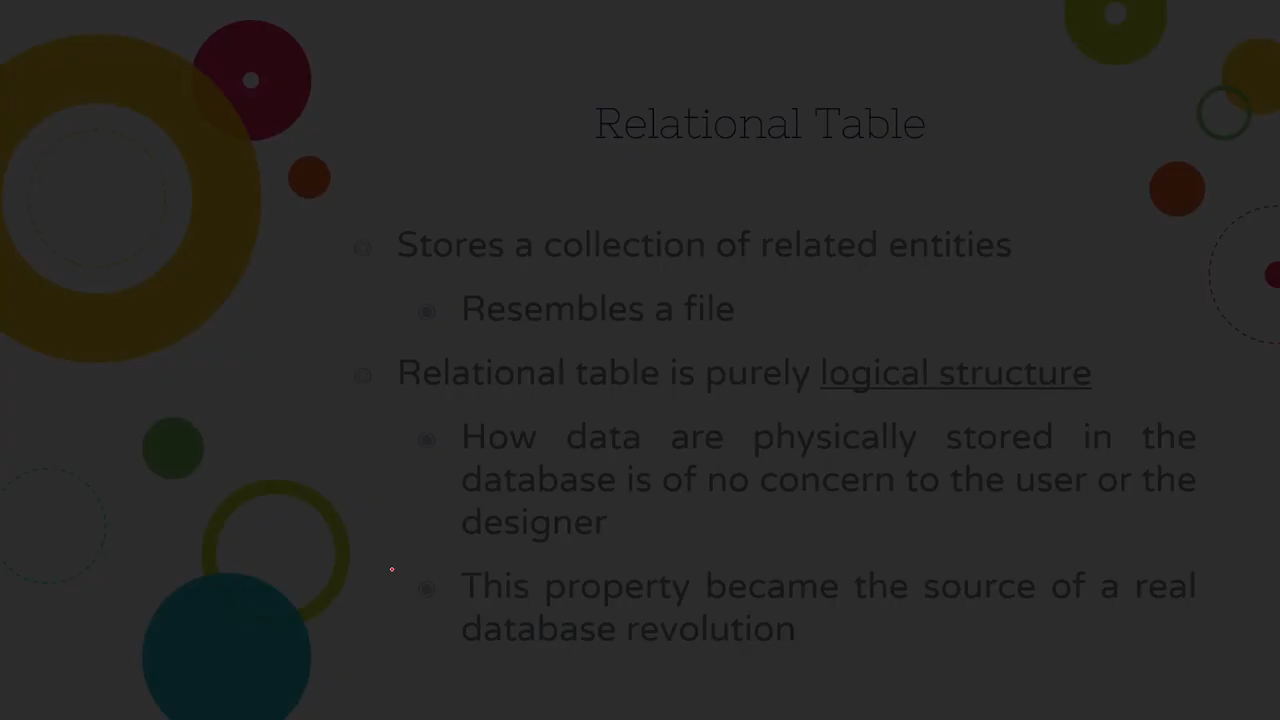 Relational Table
Stores a collection of related entities
Resembles a file
Relational table is purely logical structure
How data are physically stored in the
database is of no concern to the user or the
designer
This property became the source of a real
database revolution